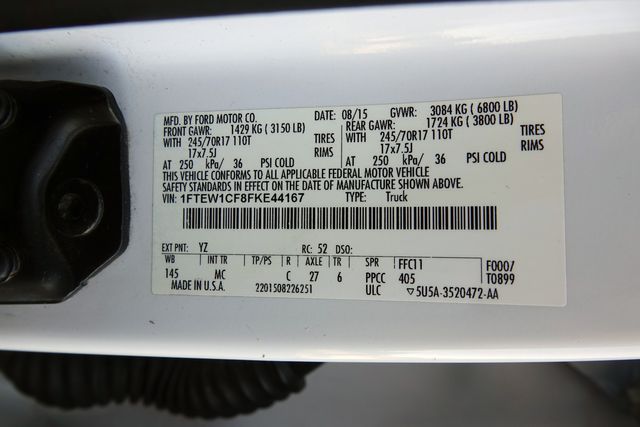 MFD. BY FORD MOTOR CO. DATE: 08/15 GVWR: 3084 KG ( 6800 LB)
FRONT GAWR: 1429 KG ( 3150 LB) REAR GAWR: 1724 KG ( 3800 LB)
WITH 245/70R17 110T TIRES WITH 245/70R17 110T TIRES
17x7.5J RIMS 17x7.5J RIMS
AT 250 kPa/ 36 PSI COLD AT 250 kPa/ 36 PSI COLD
THIS VEHICLE CONFORMS TO ALL APPLICABLE FEDERAL MOTOR VEHICLE
SAFETY STANDARDS IN EFFECT ON THE DATE OF MANUFACTURE SHOWN ABOVE.
VIN: 1FTEW1CF8FKE44167 TYPE: Truck
EXT PNT: YZ RC: 52 DSO:
WB INT TR TP/PS R AXLE TR SPR FFC11 F000/
145 MC C 27 6 PPCC 405 T0899
MADE IN U.S.A. 2201508226251 ULC ▽5U5A-3520472-AA